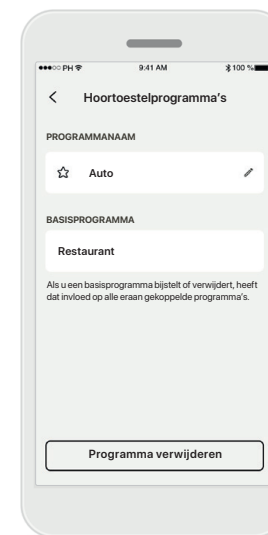 PH 9:41 AM 100 %
Hoortoestelprogramma's
PROGRAMMANAAM
Auto
BASISPROGRAMMA
Restaurant
Als u een basisprogramma bijstelt of verwijdert, heeft
dat invloed op alle eraan gekoppelde programma's.
Programma verwijderen